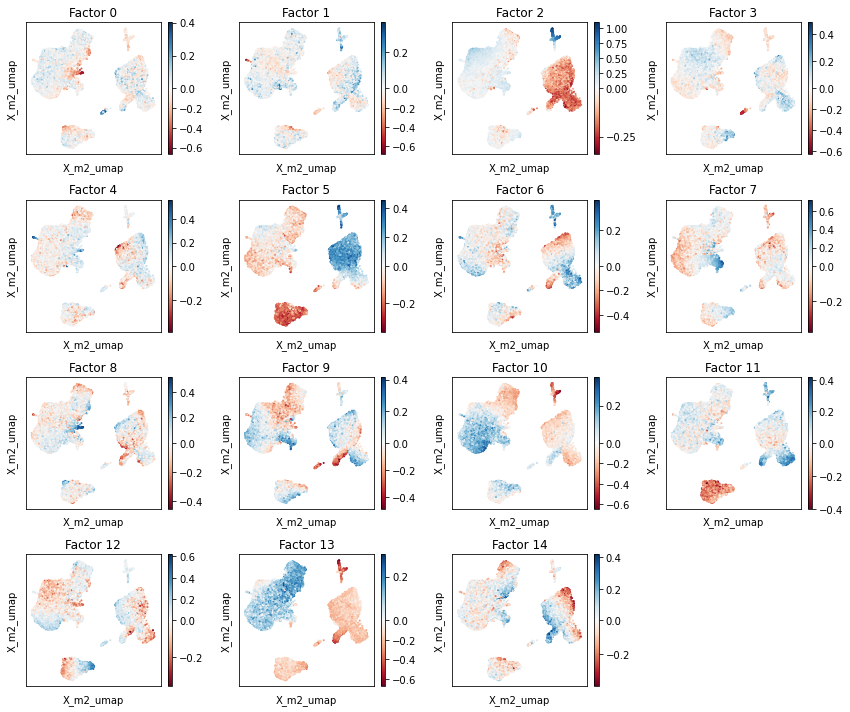 Factor 0
X_m2_umap
X_m2_umap
0.4
0.2
0.0
−0.2
−0.4
−0.6
Factor 1
X_m2_umap
X_m2_umap
0.2
0.0
−0.2
−0.4
−0.6
Factor 2
X_m2_umap
X_m2_umap
1.00
0.75
0.50
0.25
0.00
−0.25
Factor 3
X_m2_umap
X_m2_umap
0.4
0.2
0.0
−0.2
−0.4
−0.6
Factor 4
X_m2_umap
X_m2_umap
0.4
0.2
0.0
−0.2
Factor 5
X_m2_umap
X_m2_umap
0.4
0.2
0.0
−0.2
Factor 6
X_m2_umap
X_m2_umap
0.2
0.0
−0.2
−0.4
Factor 7
X_m2_umap
X_m2_umap
0.6
0.4
0.2
0.0
−0.2
Factor 8
X_m2_umap
X_m2_umap
0.4
0.2
0.0
−0.2
−0.4
Factor 9
X_m2_umap
X_m2_umap
0.4
0.2
0.0
−0.2
−0.4
Factor 10
X_m2_umap
X_m2_umap
0.2
0.0
−0.2
−0.4
−0.6
Factor 11
X_m2_umap
X_m2_umap
0.4
0.2
0.0
−0.2
−0.4
Factor 12
X_m2_umap
X_m2_umap
0.6
0.4
0.2
0.0
−0.2
Factor 13
X_m2_umap
X_m2_umap
0.2
0.0
−0.2
−0.4
−0.6
Factor 14
X_m2_umap
X_m2_umap
0.4
0.2
0.0
−0.2